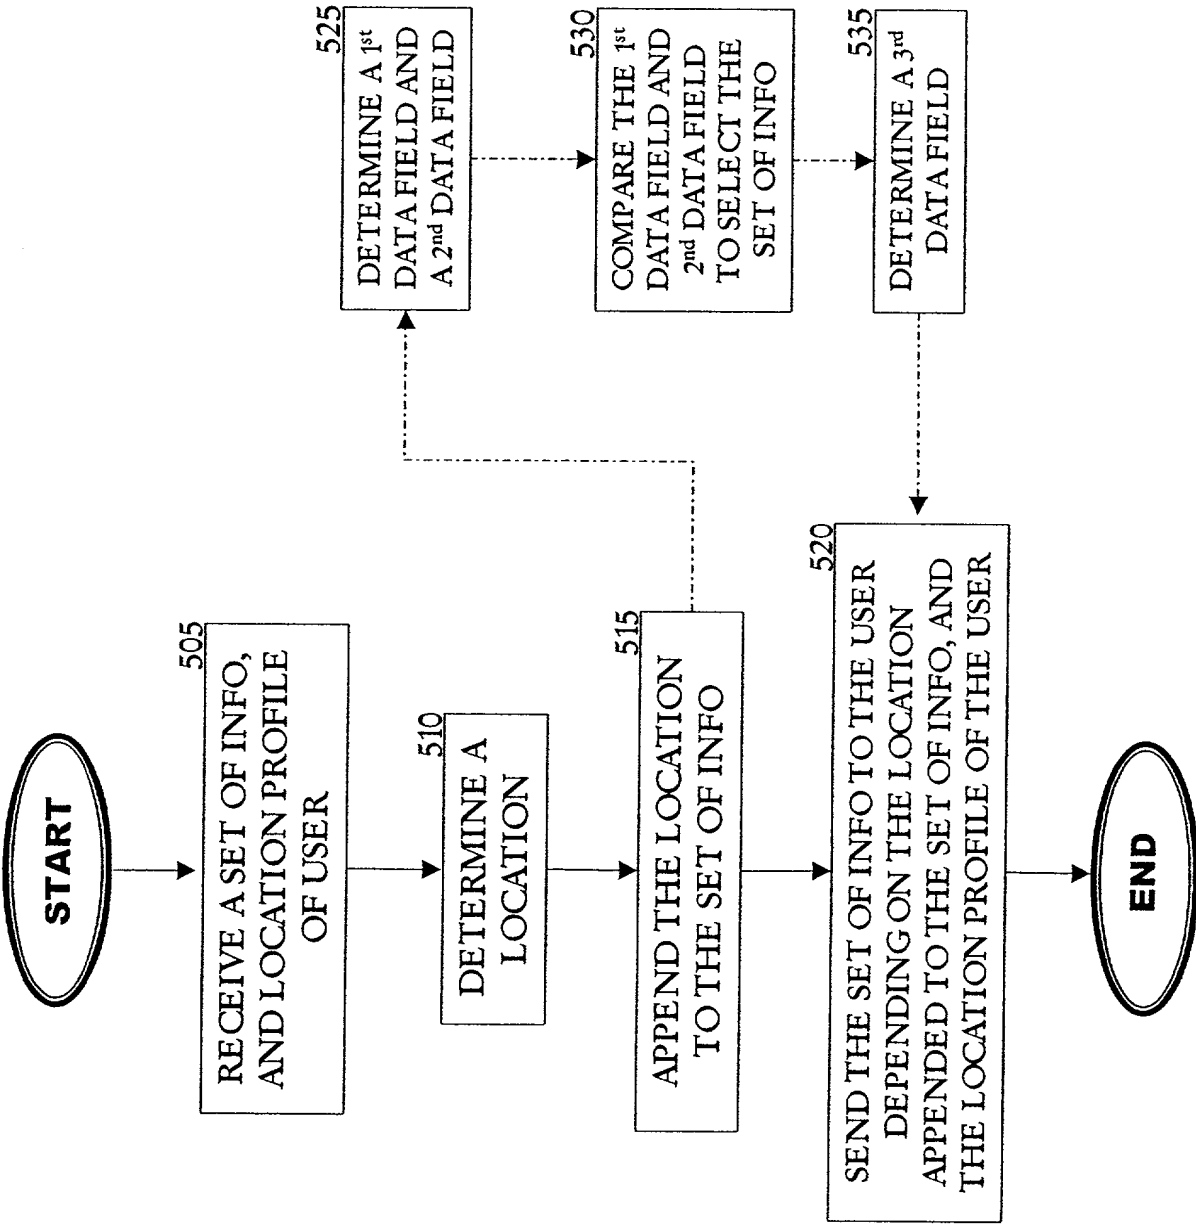 START
505
RECEIVE A SET OF INFO,
AND LOCATION PROFILE
OF USER
510
DETERMINE A
LOCATION
515
APPEND THE LOCATION
TO THE SET OF INFO
520
SEND THE SET OF INFO TO THE USER
DEPENDING ON THE LOCATION
APPENDED TO THE SET OF INFO, AND
THE LOCATION PROFILE OF THE USER
END
525
DETERMINE A 1st
DATA FIELD AND
A 2nd DATA FIELD
530
COMPARE THE 1st
DATA FIELD AND
2nd DATA FIELD
TO SELECT THE
SET OF INFO
535
DETERMINE A 3rd
DATA FIELD